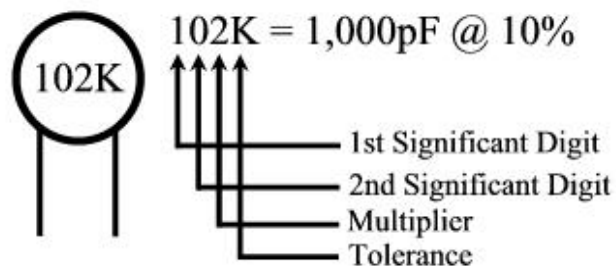 102K
102K = 1,000pF @ 10%
1st Significant Digit
2nd Significant Digit
Multiplier
Tolerance